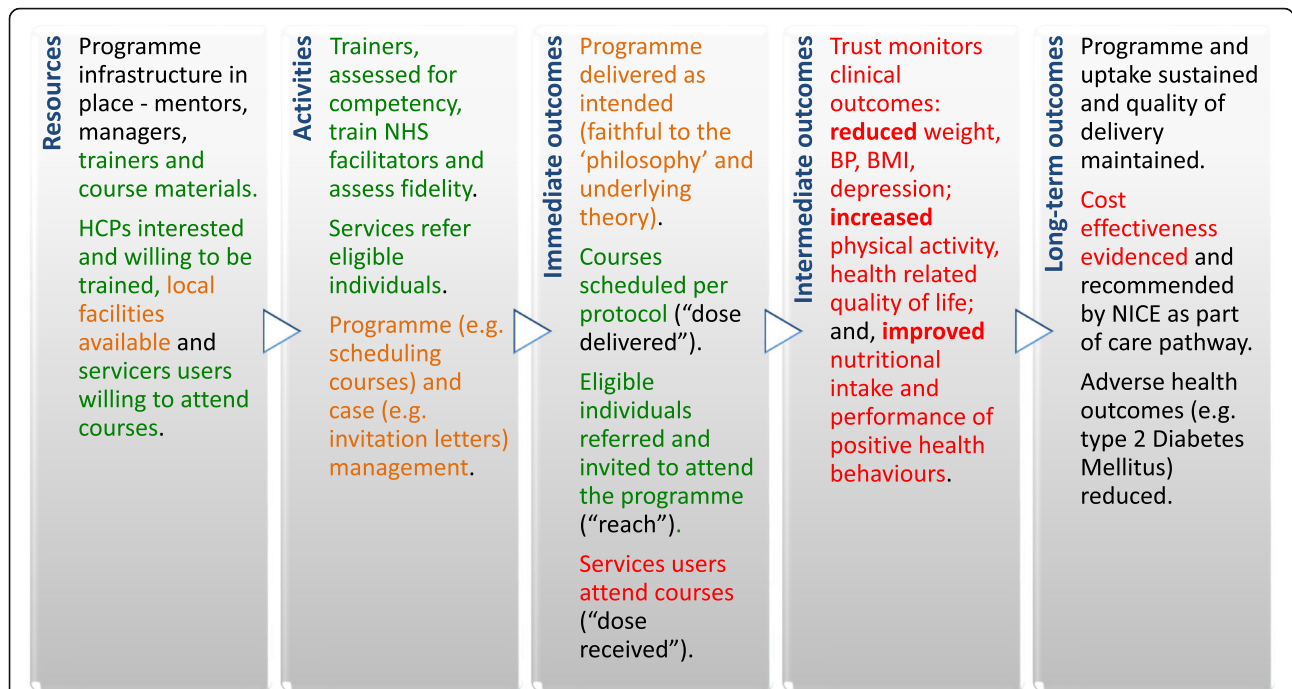 Resources
Programme
infrastructure in
place - mentors,
managers,
trainers and
course materials.
HCPs interested
and willing to be
trained, local
facilities
available and
servicers users
willing to attend
courses.
Activities
Trainers,
assessed for
competency,
train NHS
facilitators and
assess fidelity.
Services refer
eligible
individuals.
Programme (e.g.
scheduling
courses) and
case (e.g.
invitation letters)
management.
Immediate outcomes
Programme
delivered as
intended
(faithful to the
‘philosophy’ and
underlying
theory).
Courses
scheduled per
protocol (“dose
delivered”).
Eligible
individuals
referred and
invited to attend
the programme
(“reach”).
Services users
attend courses
(“dose
received”).
Intermediate outcomes
Trust monitors
clinical
outcomes:
reduced weight,
BP, BMI,
depression;
increased
physical activity,
health related
quality of life;
and, improved
nutritional
intake and
performance of
positive health
behaviours.
Long-term outcomes
Programme and
uptake sustained
and quality of
delivery
maintained.
Cost
effectiveness
evidenced and
recommended
by NICE as part
of care pathway.
Adverse health
outcomes (e.g.
type 2 Diabetes
Mellitus)
reduced.